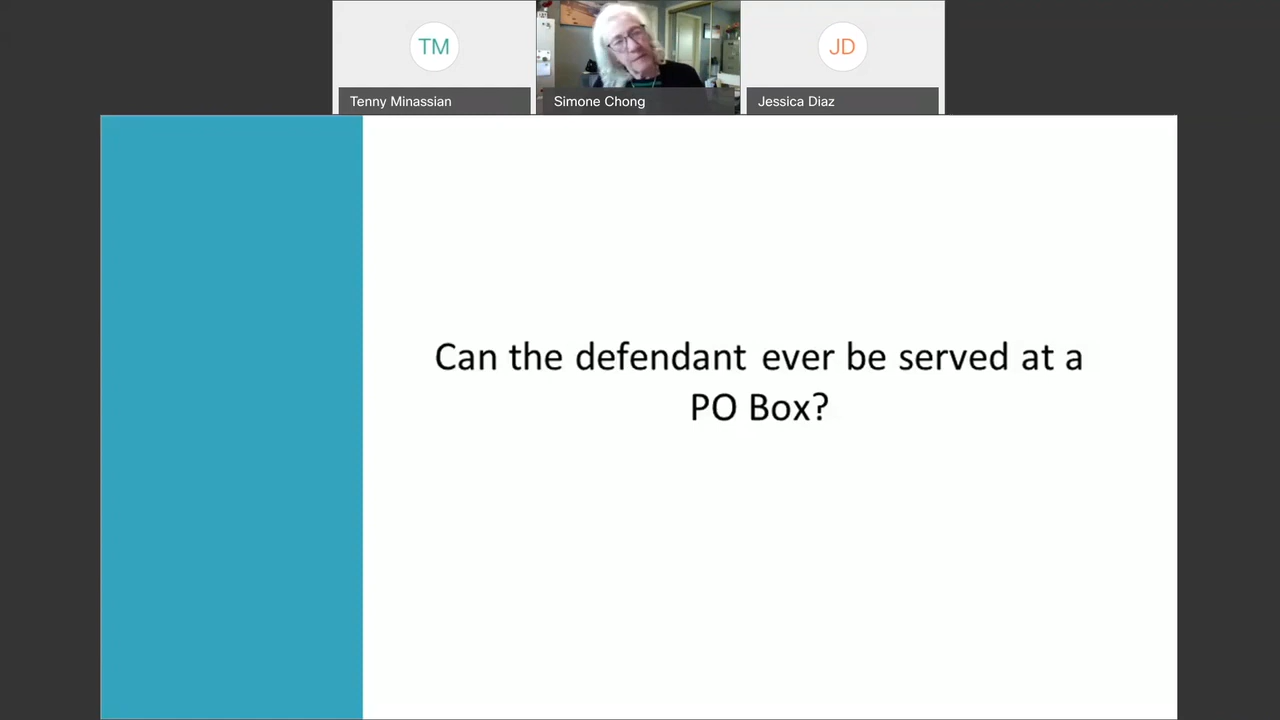 TM
JD
Tenny Minassian
Simone Chong
Jessica Diaz
Can the defendant ever be served at a
PO Box?